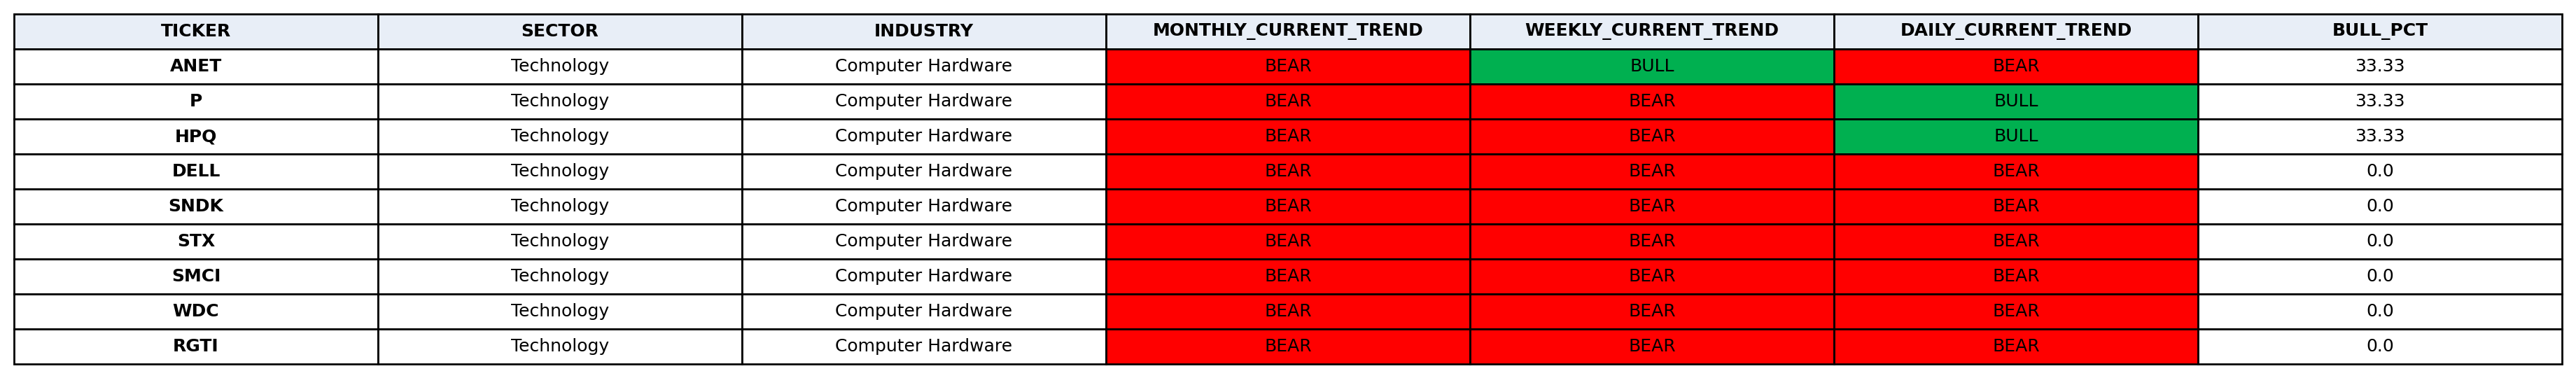 TICKER SECTOR INDUSTRY MONTHLY_CURRENT_TREND WEEKLY_CURRENT_TREND DAILY_CURRENT_TREND BULL_PCT
ANET Technology Computer Hardware BEAR BULL BEAR 33.33
P Technology Computer Hardware BEAR BEAR BULL 33.33
HPQ Technology Computer Hardware BEAR BEAR BULL 33.33
DELL Technology Computer Hardware BEAR BEAR BEAR 0.0
SNDK Technology Computer Hardware BEAR BEAR BEAR 0.0
STX Technology Computer Hardware BEAR BEAR BEAR 0.0
SMCI Technology Computer Hardware BEAR BEAR BEAR 0.0
WDC Technology Computer Hardware BEAR BEAR BEAR 0.0
RGTI Technology Computer Hardware BEAR BEAR BEAR 0.0